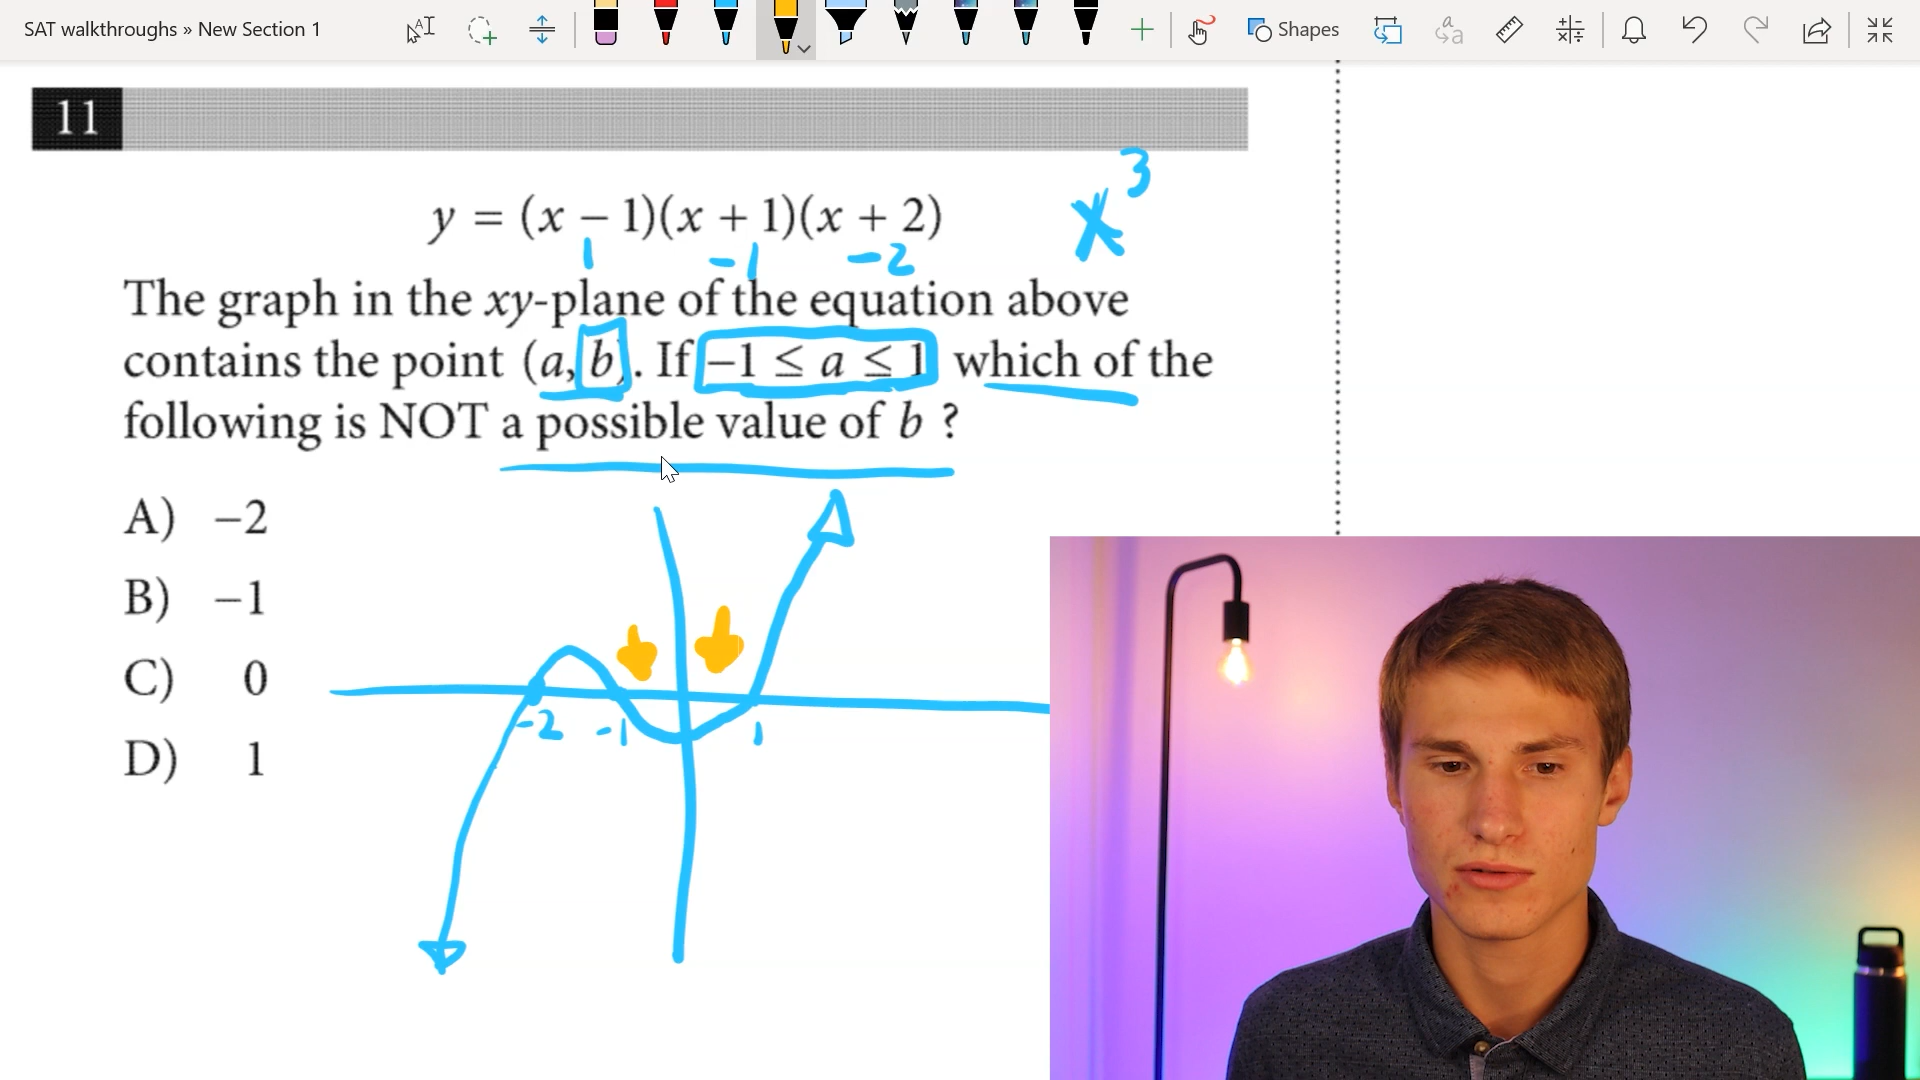 SAT walkthroughs » New Section 1
Shapes
11
x³
y = (x − 1)(x + 1)(x + 2)
1 -1 -2
The graph in the xy-plane of the equation above
contains the point (a, b). If −1 ≤ a ≤ 1 which of the
following is NOT a possible value of b ?
A) −2
B) −1
C) 0
D) 1
-2 -1 1